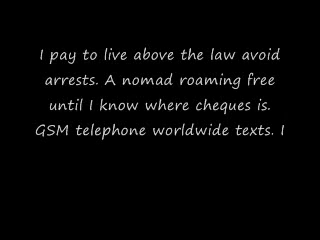 I pay to live above the law avoid
arrests. A nomad roaming free
until I know where cheques is.
GSM telephone worldwide texts. I